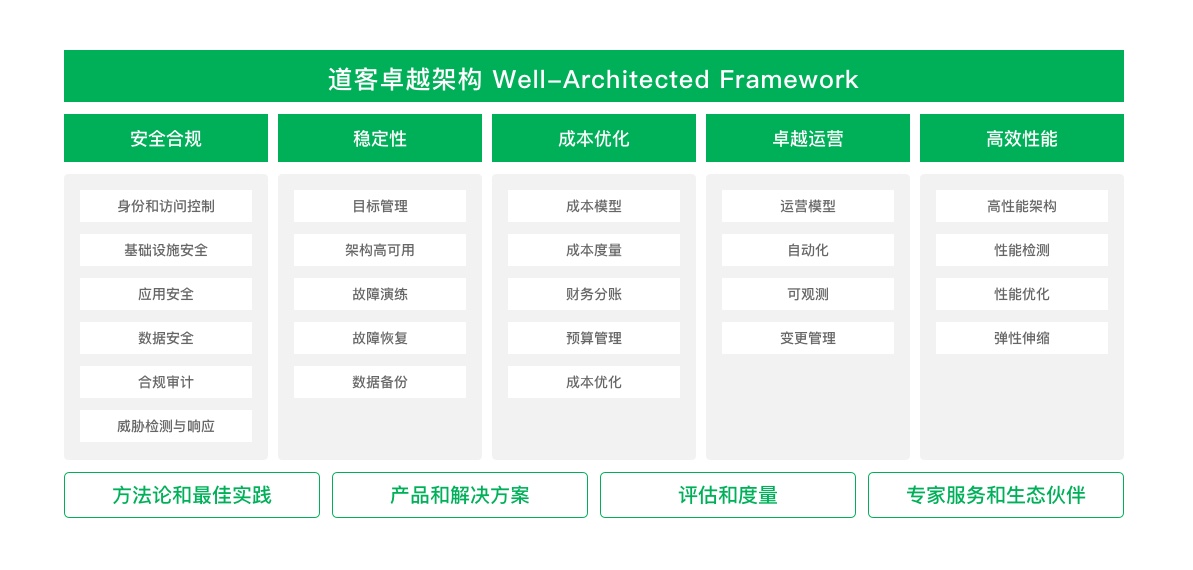 道客卓越架构 Well-Architected Framework
安全合规
稳定性
成本优化
卓越运营
高效性能
身份和访问控制
基础设施安全
应用安全
数据安全
合规审计
威胁检测与响应
目标管理
架构高可用
故障演练
故障恢复
数据备份
成本模型
成本度量
财务分账
预算管理
成本优化
运营模型
自动化
可观测
变更管理
高性能架构
性能检测
性能优化
弹性伸缩
方法论和最佳实践
产品和解决方案
评估和度量
专家服务和生态伙伴